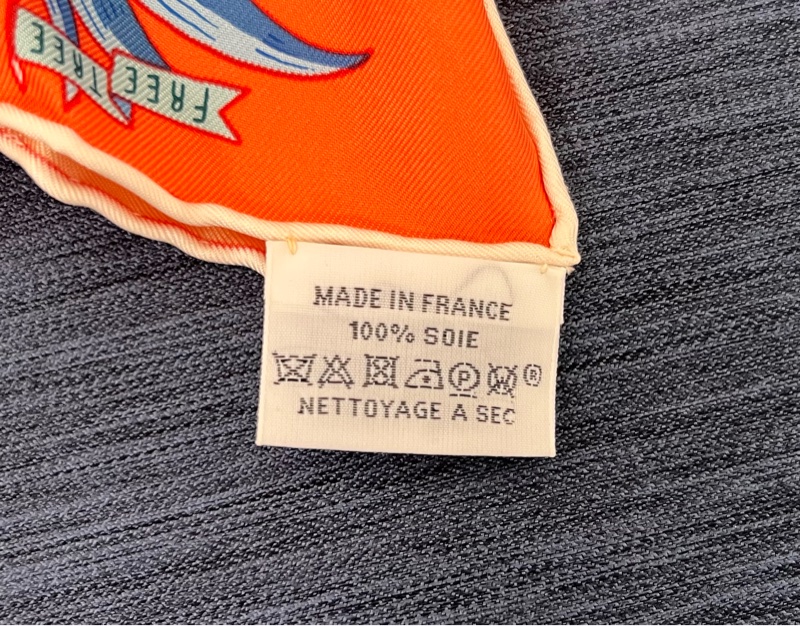 FREE TREE
MADE IN FRANCE
100% SOIE
P W ®
NETTOYAGE A SEC